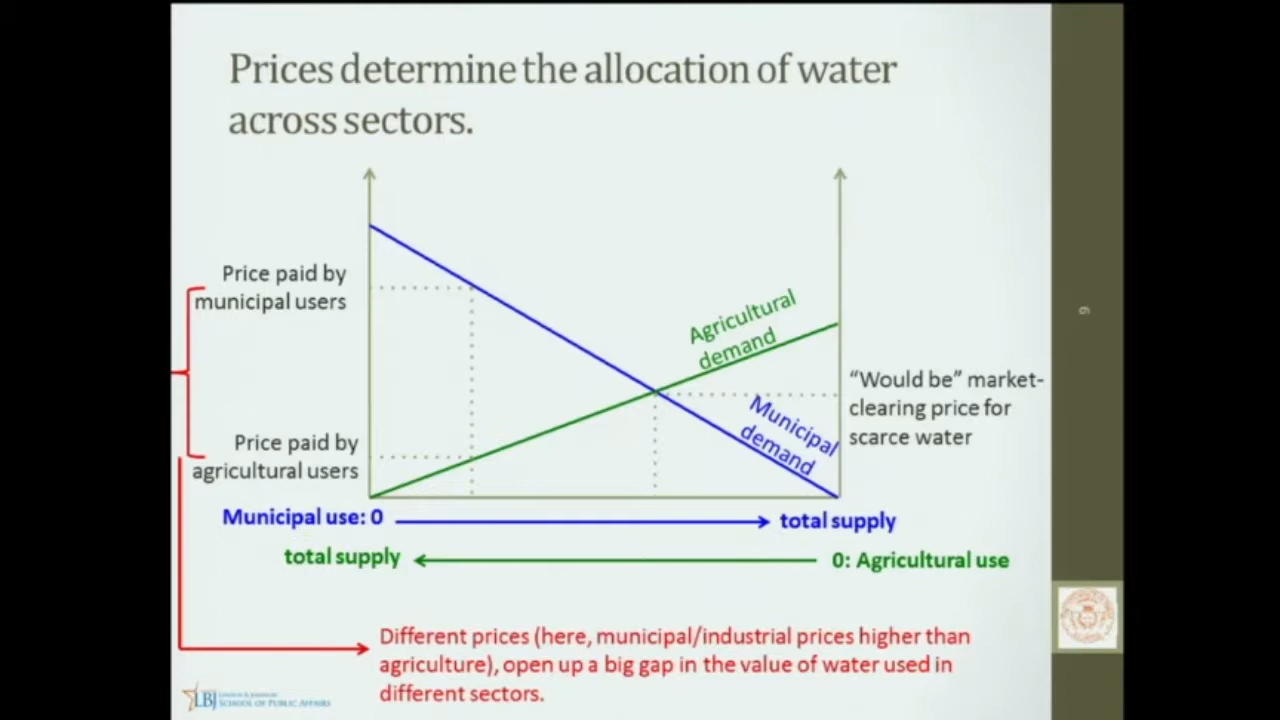 Prices determine the allocation of water
across sectors.
Price paid by
municipal users
Agricultural
demand
Municipal
demand
"Would be" market-
clearing price for
scarce water
Price paid by
agricultural users
Municipal use: 0
total supply
total supply
0: Agricultural use
Different prices (here, municipal/industrial prices higher than
agriculture), open up a big gap in the value of water used in
different sectors.
9
LBJ
SCHOOL OF PUBLIC AFFAIRS